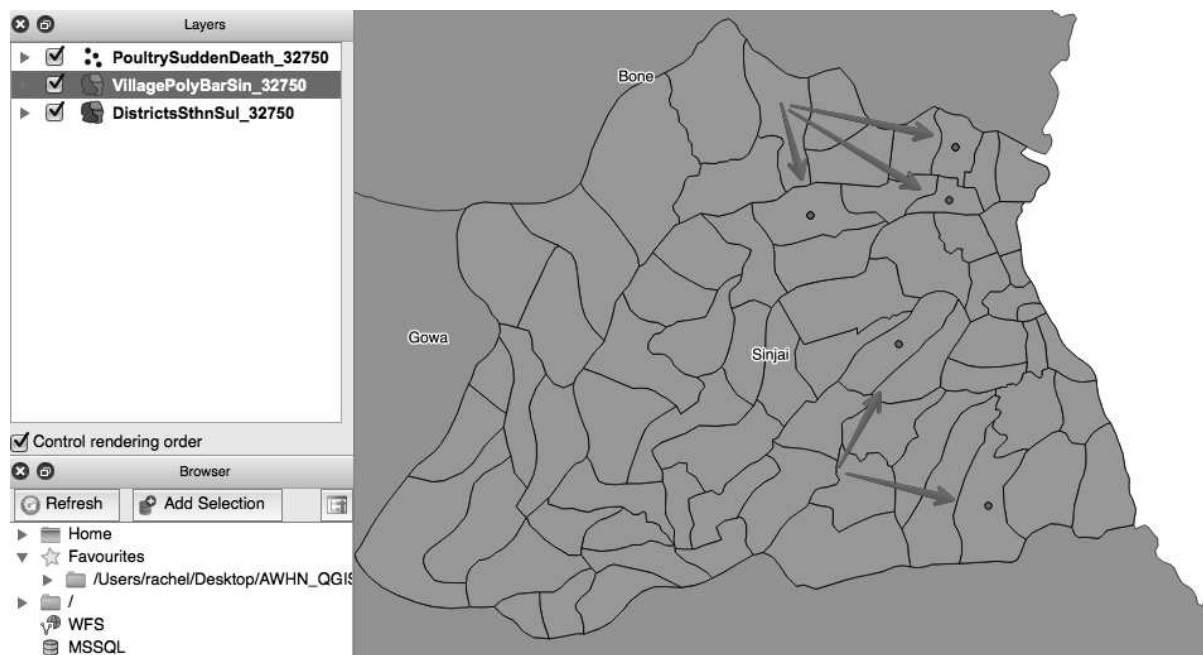 Layers
PoultrySuddenDeath_32750
VillagePolyBarSin_32750
DistrictsSthnSul_32750
Control rendering order
Browser
Refresh
Add Selection
Home
Favourites
/Users/rachel/Desktop/AWHN_QGIS
/
WFS
MSSQL
Bone
Gowa
Sinjai